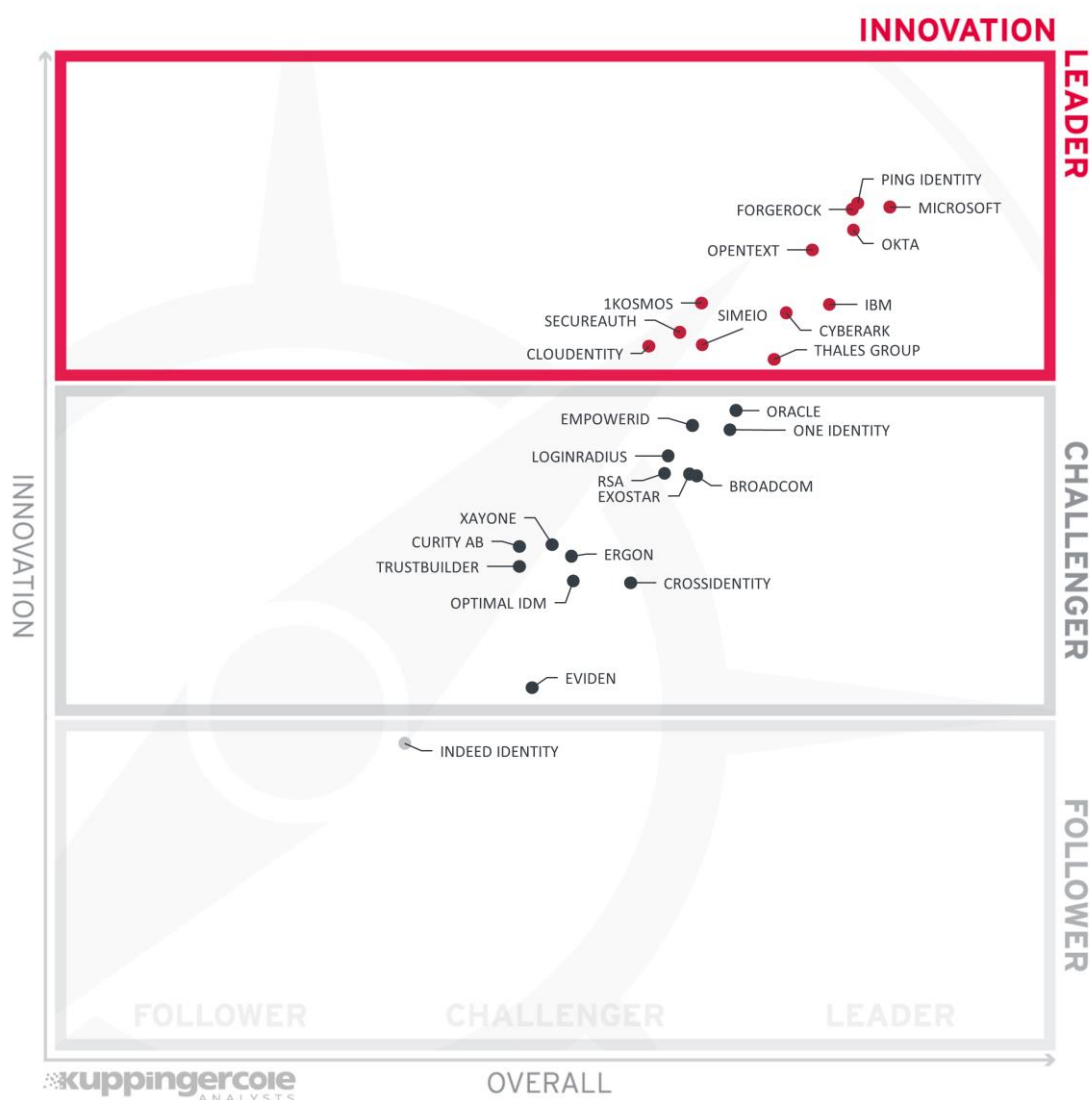 INNOVATION
LEADER
PING IDENTITY
FORGEROCK
MICROSOFT
OKTA
OPENTEXT
1KOSMOS
IBM
SIMEIO
SECUREAUTH
CYBERARK
CLOUDENTITY
THALES GROUP
ORACLE
EMPOWERID
ONE IDENTITY
CHALLENGER
LOGINRADIUS
RSA
BROADCOM
EXOSTAR
INNOVATION
XAYONE
CURITY AB
ERGON
TRUSTBUILDER
CROSSIDENTITY
OPTIMAL IDM
EVIDEN
INDEED IDENTITY
FOLLOWER
FOLLOWER CHALLENGER LEADER
kuppingercole
ANALYSTS
OVERALL